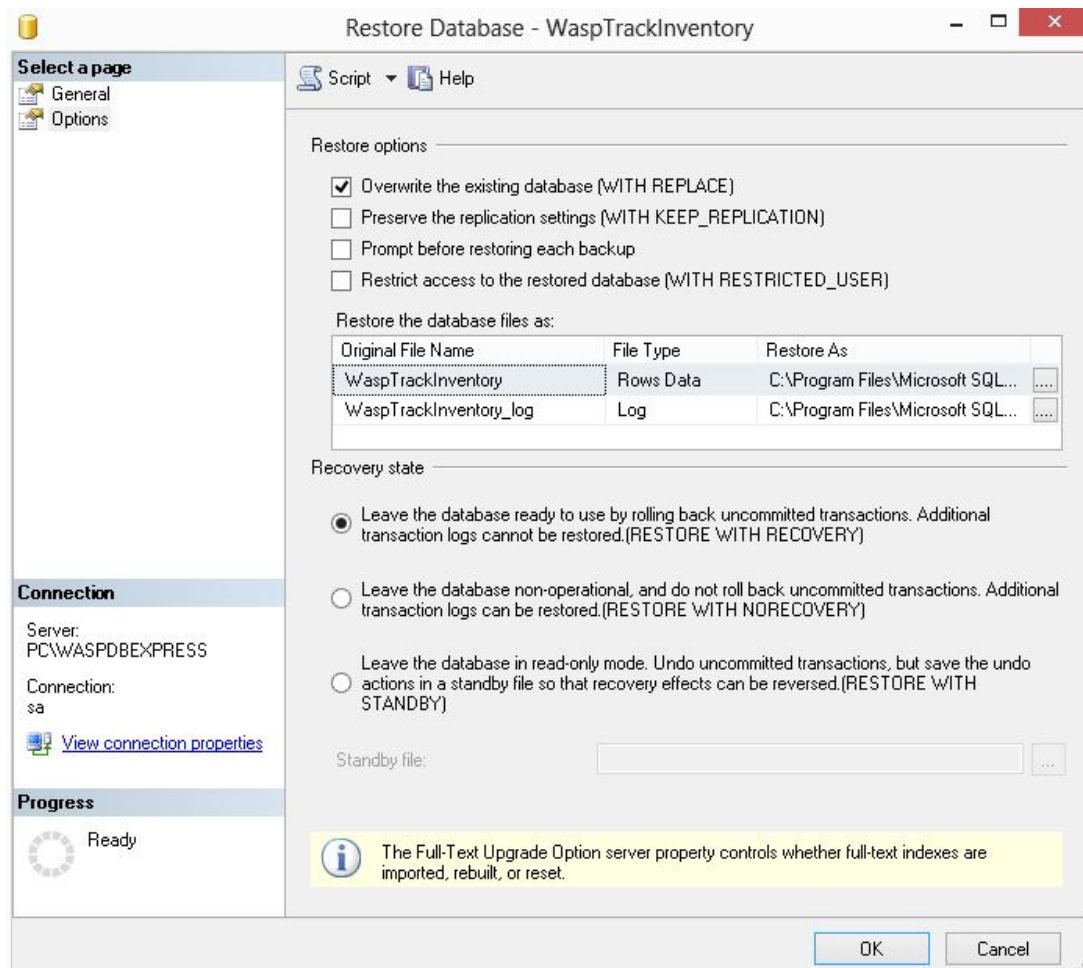 Restore Database - WaspTrackInventory
Select a page
General
Options
Script Help
Restore options
Overwrite the existing database (WITH REPLACE)
Preserve the replication settings (WITH KEEP_REPLICATION)
Prompt before restoring each backup
Restrict access to the restored database (WITH RESTRICTED_USER)
Restore the database files as:
Original File Name File Type Restore As
WaspTrackInventory Rows Data C:\Program Files\Microsoft SQL... ....
WaspTrackInventory_log Log C:\Program Files\Microsoft SQL... ....
Recovery state
Leave the database ready to use by rolling back uncommitted transactions. Additional
transaction logs cannot be restored.(RESTORE WITH RECOVERY)
Leave the database non-operational, and do not roll back uncommitted transactions. Additional
transaction logs can be restored.(RESTORE WITH NORECOVERY)
Leave the database in read-only mode. Undo uncommitted transactions, but save the undo
actions in a standby file so that recovery effects can be reversed.(RESTORE WITH
STANDBY)
Standby file: ...
Connection
Server:
PC\WASPDBEXPRESS
Connection:
sa
View connection properties
Progress
Ready
The Full-Text Upgrade Option server property controls whether full-text indexes are
imported, rebuilt, or reset.
OK Cancel